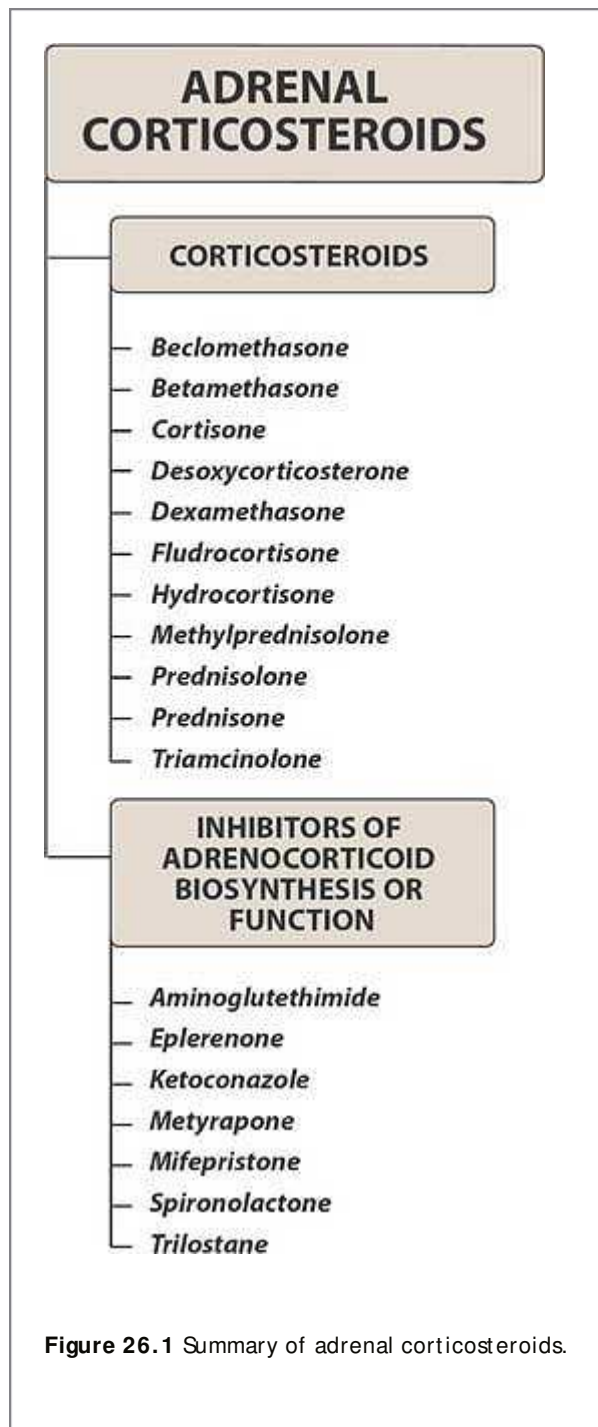 ADRENAL
CORTICOSTEROIDS
CORTICOSTEROIDS
Beclomethasone
Betamethasone
Cortisone
Desoxycorticosterone
Dexamethasone
Fludrocortisone
Hydrocortisone
Methylprednisolone
Prednisolone
Prednisone
Triamcinolone
INHIBITORS OF
ADRENOCORTICOID
BIOSYNTHESIS OR
FUNCTION
Aminoglutethimide
Eplerenone
Ketoconazole
Metyrapone
Mifepristone
Spironolactone
Trilostane
Figure 26.1 Summary of adrenal corticosteroids.